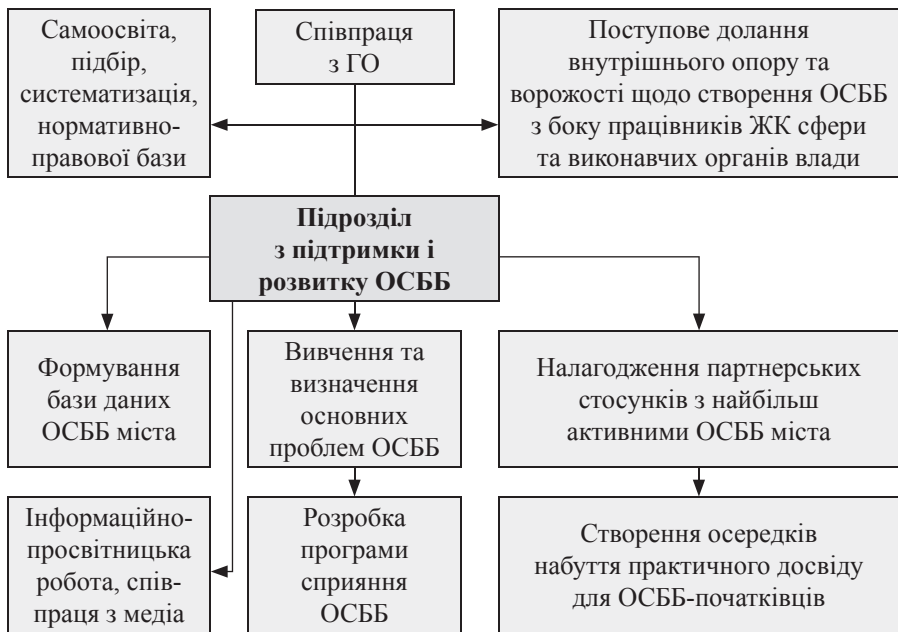 Самоосвіта,
підбір,
систематизація,
нормативно-
правової бази
Співпраця
з ГО
Поступове долання
внутрішнього опору та
ворожості щодо створення ОСББ
з боку працівників ЖК сфери
та виконавчих органів влади
Підрозділ
з підтримки і
розвитку ОСББ
Формування
бази даних
ОСББ міста
Вивчення та
визначення
основних
проблем ОСББ
Налагодження партнерських
стосунків з найбільш
активними ОСББ міста
Інформаційно-
просвітницька
робота, спів-
праця з медіа
Розробка
програми
сприяння
ОСББ
Створення осередків
набуття практичного досвіду
для ОСББ-початківців